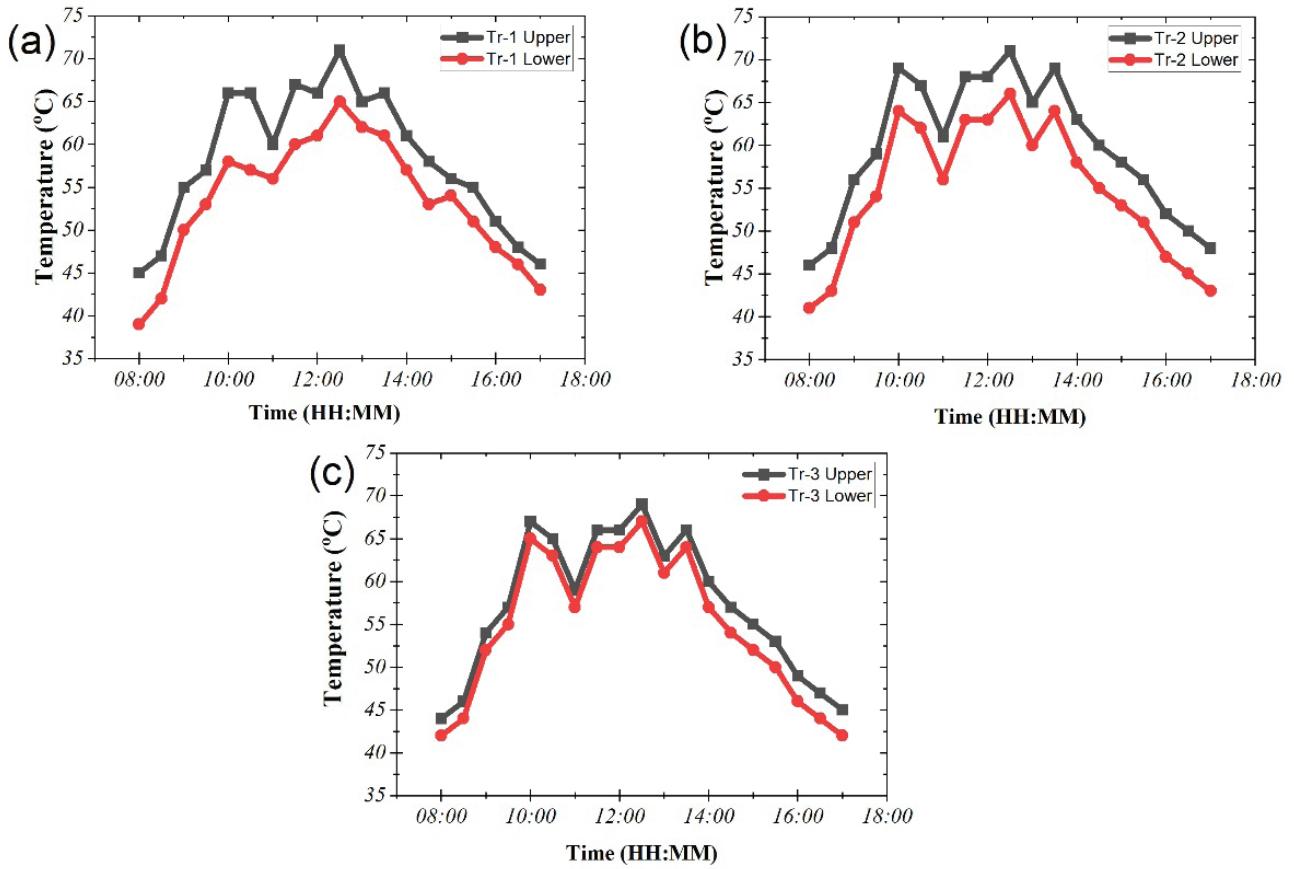 (a)
Tr-1 Upper
Tr-1 Lower
Temperature (°C)
75
70
65
60
55
50
45
40
35
08:00 10:00 12:00 14:00 16:00 18:00
Time (HH:MM)
(b)
Tr-2 Upper
Tr-2 Lower
Temperature (°C)
75
70
65
60
55
50
45
40
35
08:00 10:00 12:00 14:00 16:00 18:00
Time (HH:MM)
(c)
Tr-3 Upper
Tr-3 Lower
Temperature (°C)
75
70
65
60
55
50
45
40
35
08:00 10:00 12:00 14:00 16:00 18:00
Time (HH:MM)